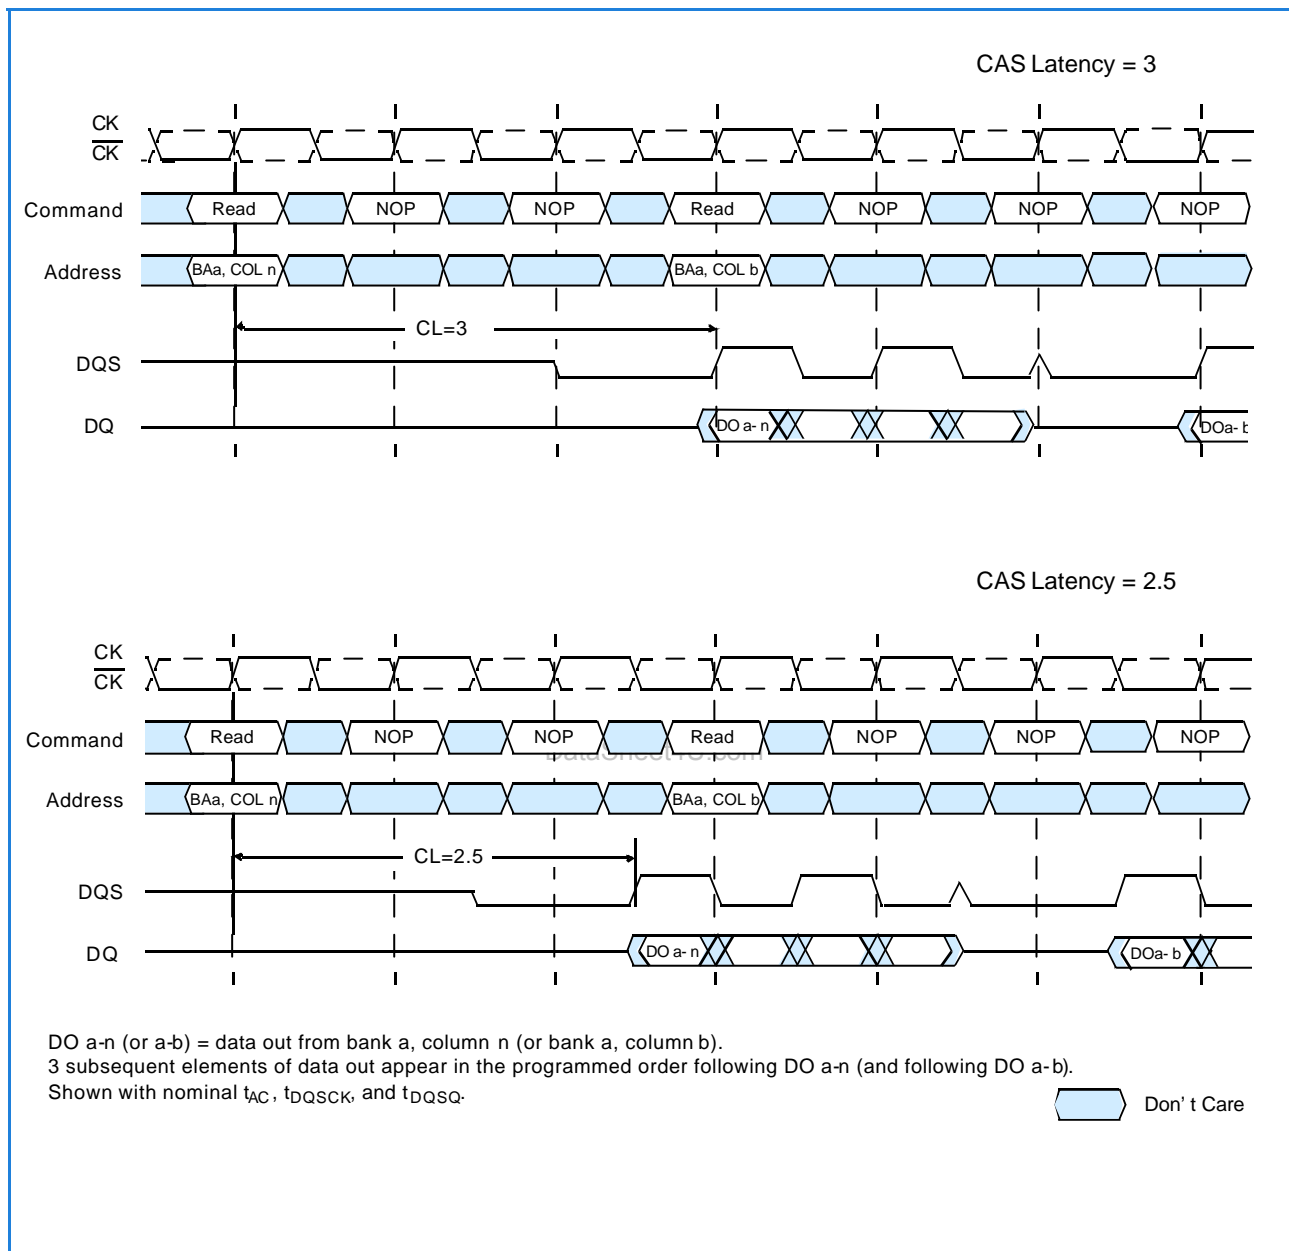 CAS Latency = 3
CK
CK
Command Read NOP NOP Read NOP NOP NOP
Address BAa, COL n BAa, COL b
CL=3
DQS
DQ DO a- n DOa- b
CAS Latency = 2.5
CK
CK
Command Read NOP NOP Read NOP NOP NOP
Address BAa, COL n BAa, COL b
CL=2.5
DQS
DQ DO a- n DOa- b
DO a-n (or a-b) = data out from bank a, column n (or bank a, column b).
3 subsequent elements of data out appear in the programmed order following DO a-n (and following DO a-b).
Shown with nominal tAC, tDQSCK, and tDQSQ.
Don' t Care